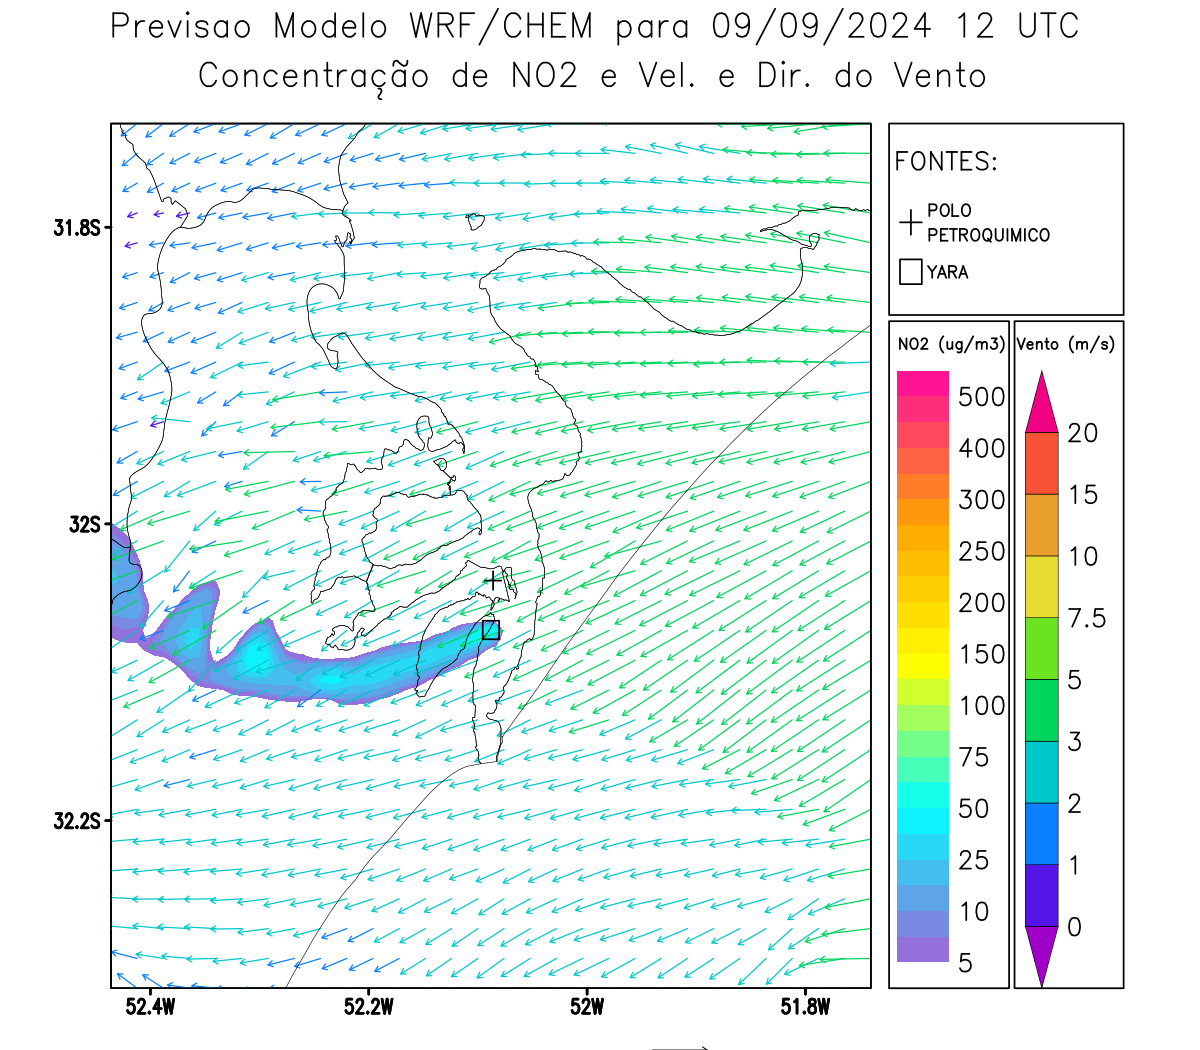 Previsao Modelo WRF/CHEM para 09/09/2024 12 UTC
Concentração de NO2 e Vel. e Dir. do Vento
FONTES:
POLO
PETROQUIMICO
YARA
NO2 (ug/m3)
500
400
300
250
200
150
100
75
50
25
10
5
Vento (m/s)
20
15
10
7.5
5
3
2
1
0
31.8S
32S
32.2S
52.4W
52.2W
52W
51.8W